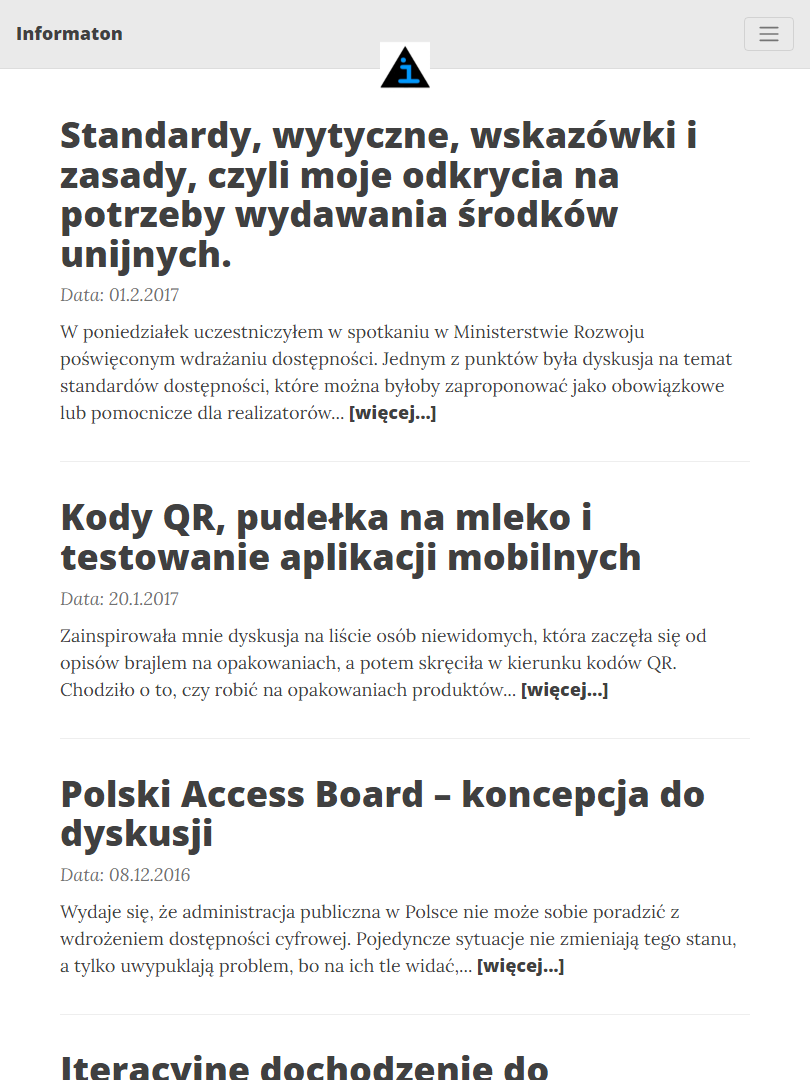 Informaton
i
Standardy, wytyczne, wskazówki i
zasady, czyli moje odkrycia na
potrzeby wydawania środków
unijnych.
Data: 01.2.2017
W poniedziałek uczestniczyłem w spotkaniu w Ministerstwie Rozwoju
poświęconym wdrażaniu dostępności. Jednym z punktów była dyskusja na temat
standardów dostępności, które można byłoby zaproponować jako obowiązkowe
lub pomocnicze dla realizatorów... [więcej...]
Kody QR, pudełka na mleko i
testowanie aplikacji mobilnych
Data: 20.1.2017
Zainspirowała mnie dyskusja na liście osób niewidomych, która zaczęła się od
opisów brajlem na opakowaniach, a potem skręciła w kierunku kodów QR.
Chodziło o to, czy robić na opakowaniach produktów... [więcej...]
Polski Access Board – koncepcja do
dyskusji
Data: 08.12.2016
Wydaje się, że administracja publiczna w Polsce nie może sobie poradzić z
wdrożeniem dostępności cyfrowej. Pojedyncze sytuacje nie zmieniają tego stanu,
a tylko uwypuklają problem, bo na ich tle widać,... [więcej...]
Iteracyjne dochodzenie do